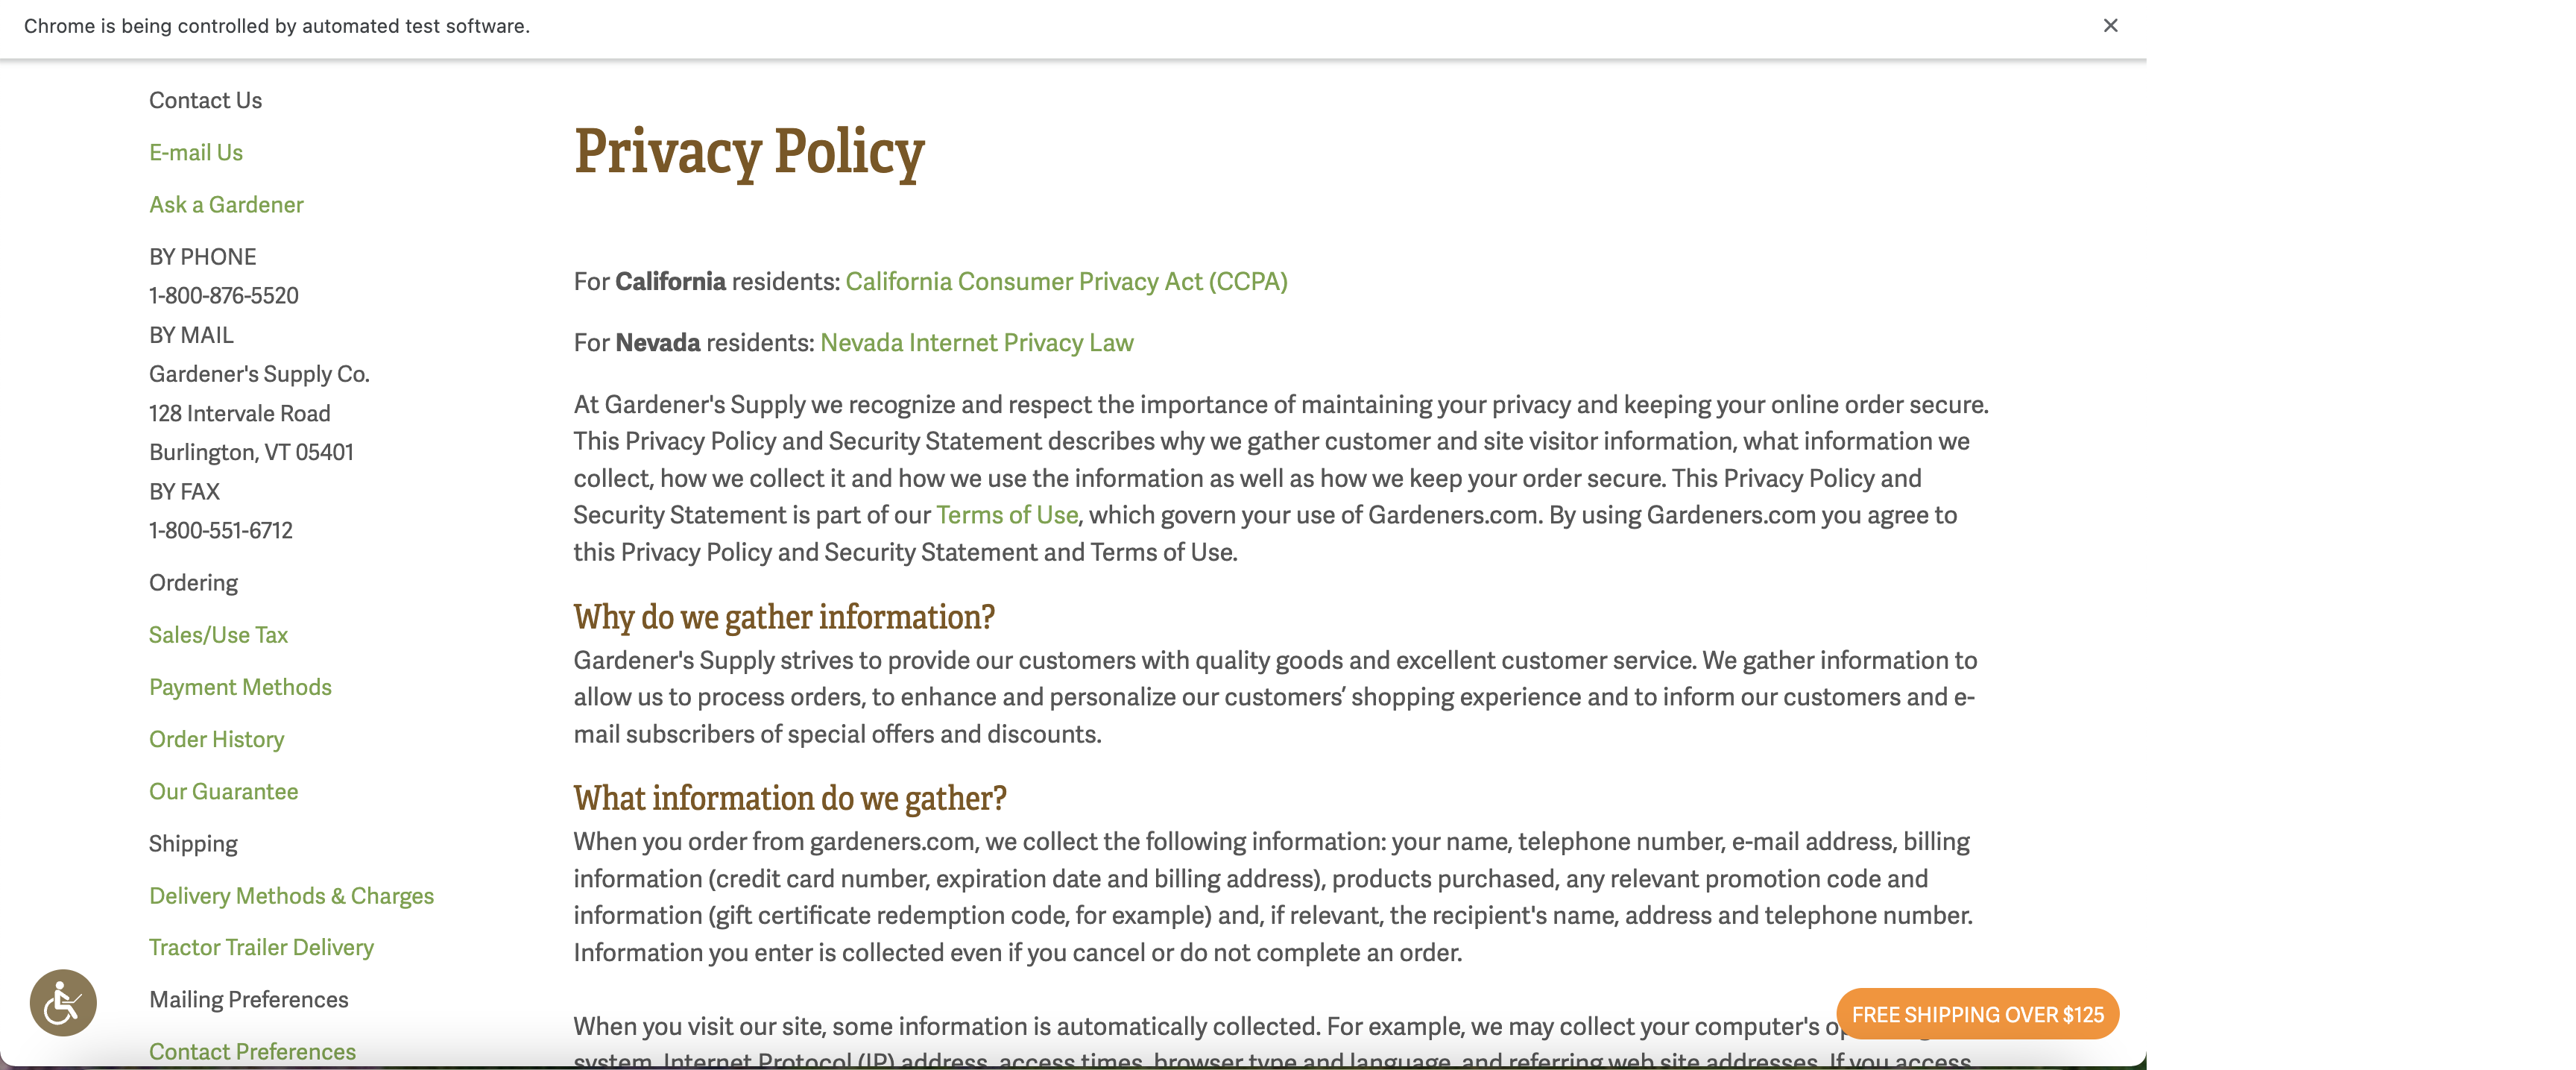 Chrome is being controlled by automated test software.
Contact Us
E-mail Us
Ask a Gardener
BY PHONE
1-800-876-5520
BY MAIL
Gardener's Supply Co.
128 Intervale Road
Burlington, VT 05401
BY FAX
1-800-551-6712
Ordering
Sales/Use Tax
Payment Methods
Order History
Our Guarantee
Shipping
Delivery Methods & Charges
Tractor Trailer Delivery
Mailing Preferences
Contact Preferences
Privacy Policy
For California residents: California Consumer Privacy Act (CCPA)
For Nevada residents: Nevada Internet Privacy Law
At Gardener's Supply we recognize and respect the importance of maintaining your privacy and keeping your online order secure.
This Privacy Policy and Security Statement describes why we gather customer and site visitor information, what information we
collect, how we collect it and how we use the information as well as how we keep your order secure. This Privacy Policy and
Security Statement is part of our Terms of Use, which govern your use of Gardeners.com. By using Gardeners.com you agree to
this Privacy Policy and Security Statement and Terms of Use.
Why do we gather information?
Gardener's Supply strives to provide our customers with quality goods and excellent customer service. We gather information to
allow us to process orders, to enhance and personalize our customers’ shopping experience and to inform our customers and e-
mail subscribers of special offers and discounts.
What information do we gather?
When you order from gardeners.com, we collect the following information: your name, telephone number, e-mail address, billing
information (credit card number, expiration date and billing address), products purchased, any relevant promotion code and
information (gift certificate redemption code, for example) and, if relevant, the recipient's name, address and telephone number.
Information you enter is collected even if you cancel or do not complete an order.
When you visit our site, some information is automatically collected. For example, we may collect your computer's
system, Internet Protocol (IP) address, access times, browser type and language, and referring web site addresses. If you access
FREE SHIPPING OVER $125